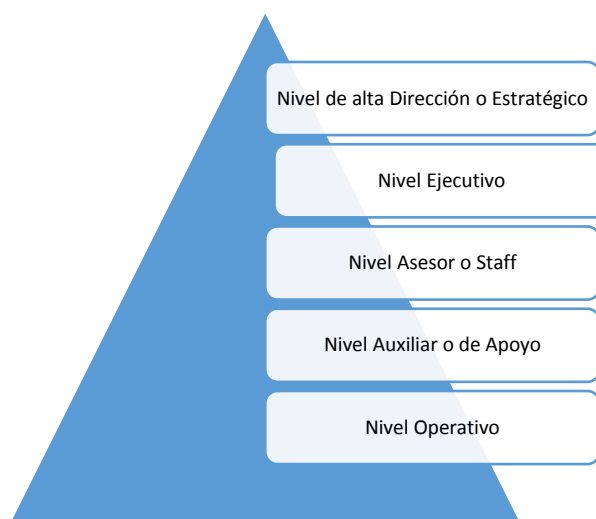 Nivel de alta Dirección o Estratégico
Nivel Ejecutivo
Nivel Asesor o Staff
Nivel Auxiliar o de Apoyo
Nivel Operativo